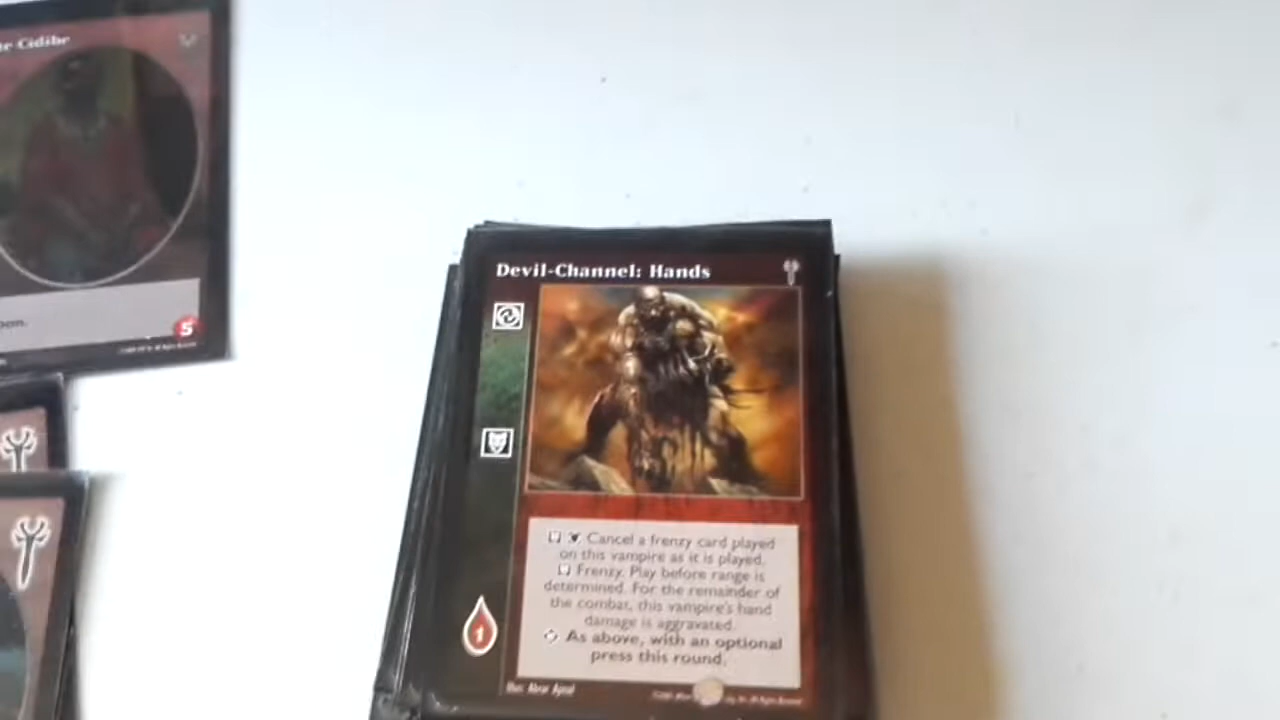 Cidibe
5
Devil-Channel: Hands
Cancel a frenzy card played
on this vampire as it is played.
Frenzy. Play before range is
determined. For the remainder of
the combat, this vampire's hand
damage is aggravated.
As above, with an optional
press this round.
1